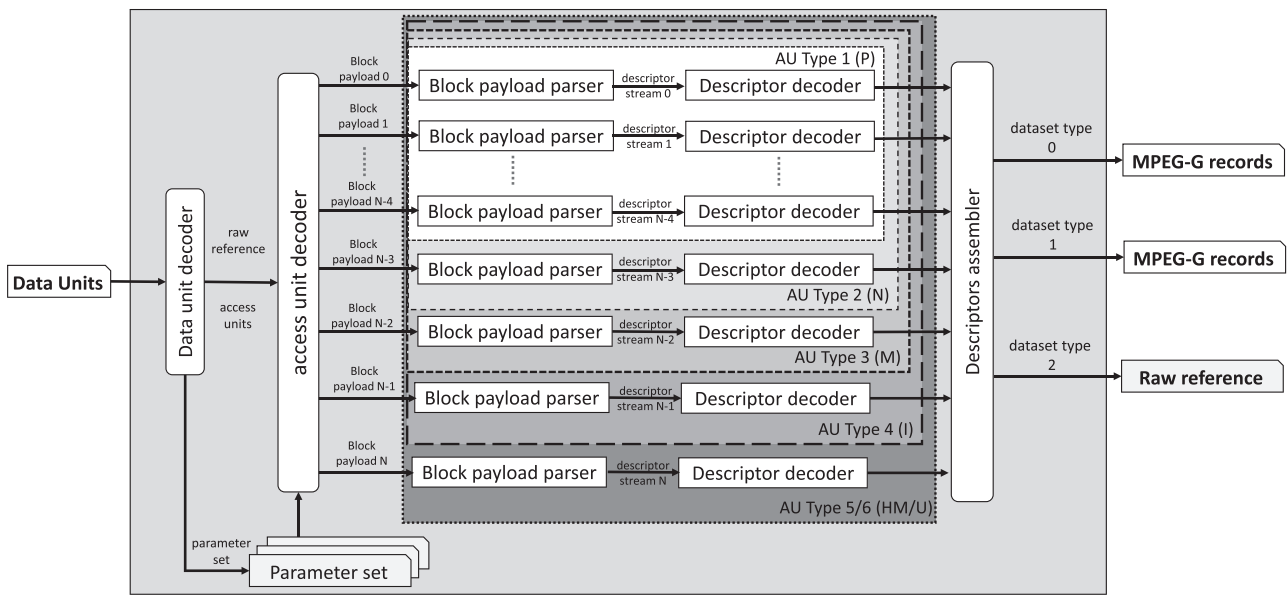 Data Units
Data unit decoder
raw
reference
access
units
parameter
set
Parameter set
access unit decoder
Block
payload 0
Block payload parser
descriptor
stream 0
Descriptor decoder
AU Type 1 (P)
Block
payload 1
Block payload parser
descriptor
stream 1
Descriptor decoder
Block
payload N-4
Block payload parser
descriptor
stream N-4
Descriptor decoder
Block
payload N-3
Block payload parser
descriptor
stream N-3
Descriptor decoder
AU Type 2 (N)
Block
payload N-2
Block payload parser
descriptor
stream N-2
Descriptor decoder
AU Type 3 (M)
Block
payload N-1
Block payload parser
descriptor
stream N-1
Descriptor decoder
AU Type 4 (I)
Block
payload N
Block payload parser
descriptor
stream N
Descriptor decoder
AU Type 5/6 (HM/U)
Descriptors assembler
dataset type
0
MPEG-G records
dataset type
1
MPEG-G records
dataset type
2
Raw reference